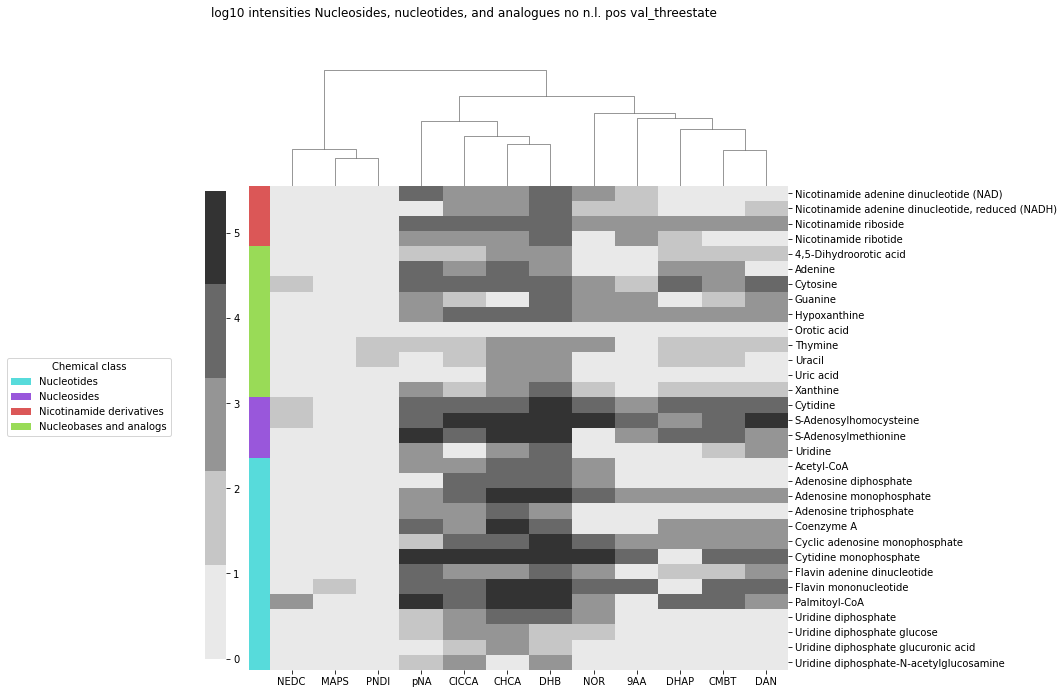 log10 intensities Nucleosides, nucleotides, and analogues no n.l. pos val_threestate
5
4
3
2
1
0
Chemical class
Nucleotides
Nucleosides
Nicotinamide derivatives
Nucleobases and analogs
Nicotinamide adenine dinucleotide (NAD)
Nicotinamide adenine dinucleotide, reduced (NADH)
Nicotinamide riboside
Nicotinamide ribotide
4,5-Dihydroorotic acid
Adenine
Cytosine
Guanine
Hypoxanthine
Orotic acid
Thymine
Uracil
Uric acid
Xanthine
Cytidine
S-Adenosylhomocysteine
S-Adenosylmethionine
Uridine
Acetyl-CoA
Adenosine diphosphate
Adenosine monophosphate
Adenosine triphosphate
Coenzyme A
Cyclic adenosine monophosphate
Cytidine monophosphate
Flavin adenine dinucleotide
Flavin mononucleotide
Palmitoyl-CoA
Uridine diphosphate
Uridine diphosphate glucose
Uridine diphosphate glucuronic acid
Uridine diphosphate-N-acetylglucosamine
NEDC MAPS PNDI pNA ClCCA CHCA DHB NOR 9AA DHAP CMBT DAN